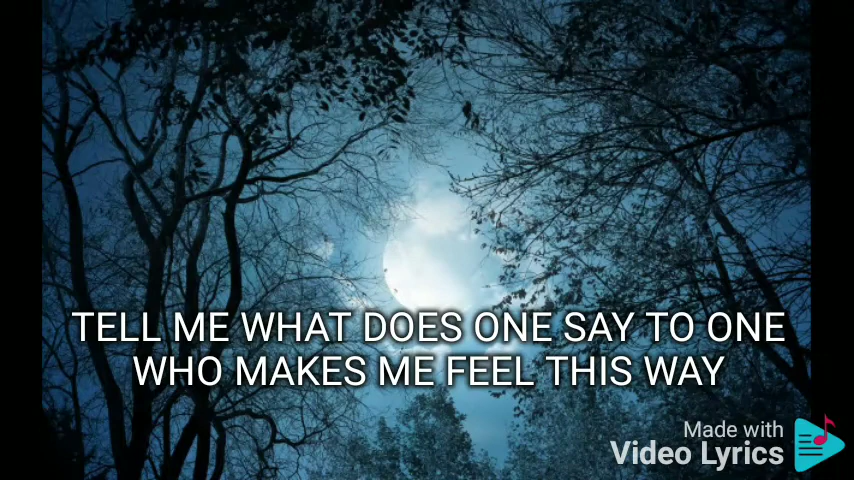 TELL ME WHAT DOES ONE SAY TO ONE
WHO MAKES ME FEEL THIS WAY
Made with
Video Lyrics